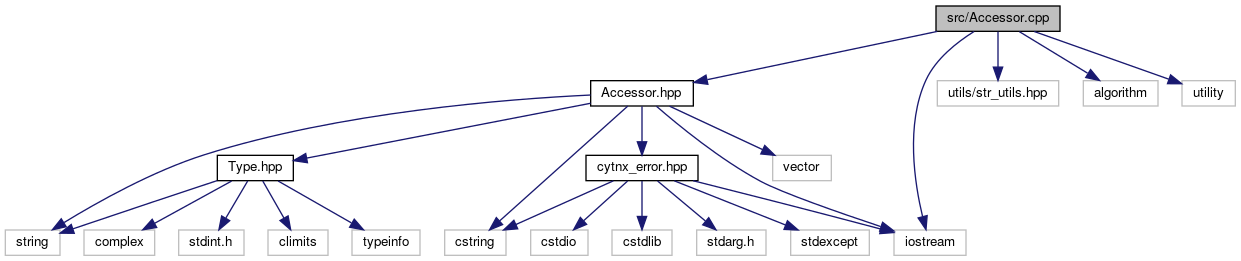 src/Accessor.cpp
Accessor.hpp
utils/str_utils.hpp
algorithm
utility
Type.hpp
cytnx_error.hpp
vector
string
complex
stdint.h
climits
typeinfo
cstring
cstdio
cstdlib
stdarg.h
stdexcept
iostream